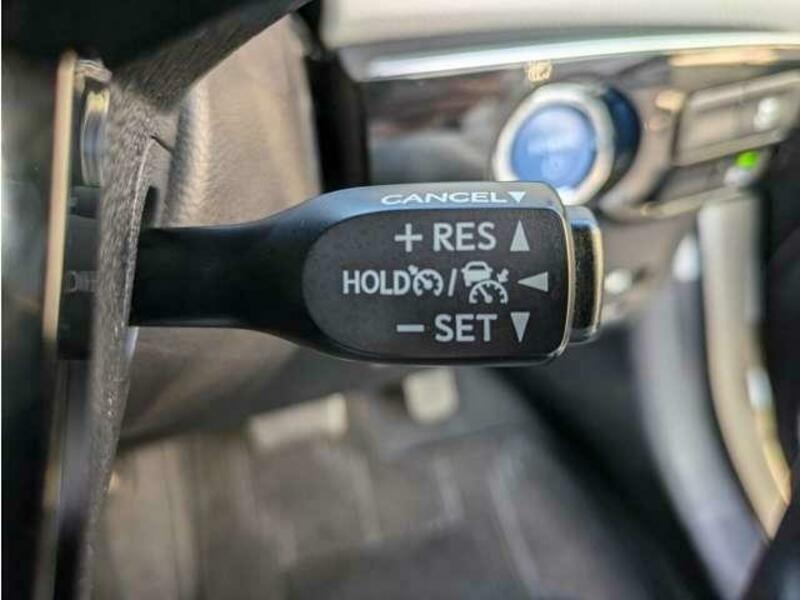 CANCEL▼
+ RES ▲
HOLD / ◀
− SET ▼